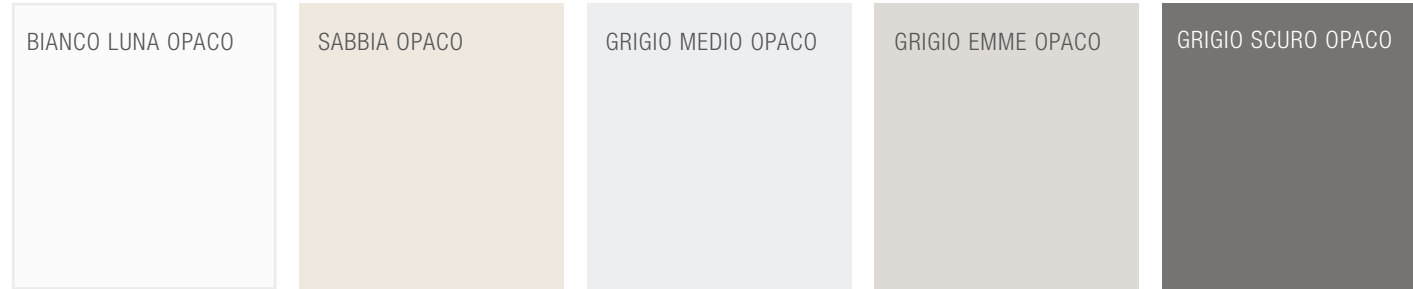 BIANCO LUNA OPACO
SABBIA OPACO
GRIGIO MEDIO OPACO
GRIGIO EMME OPACO
GRIGIO SCURO OPACO